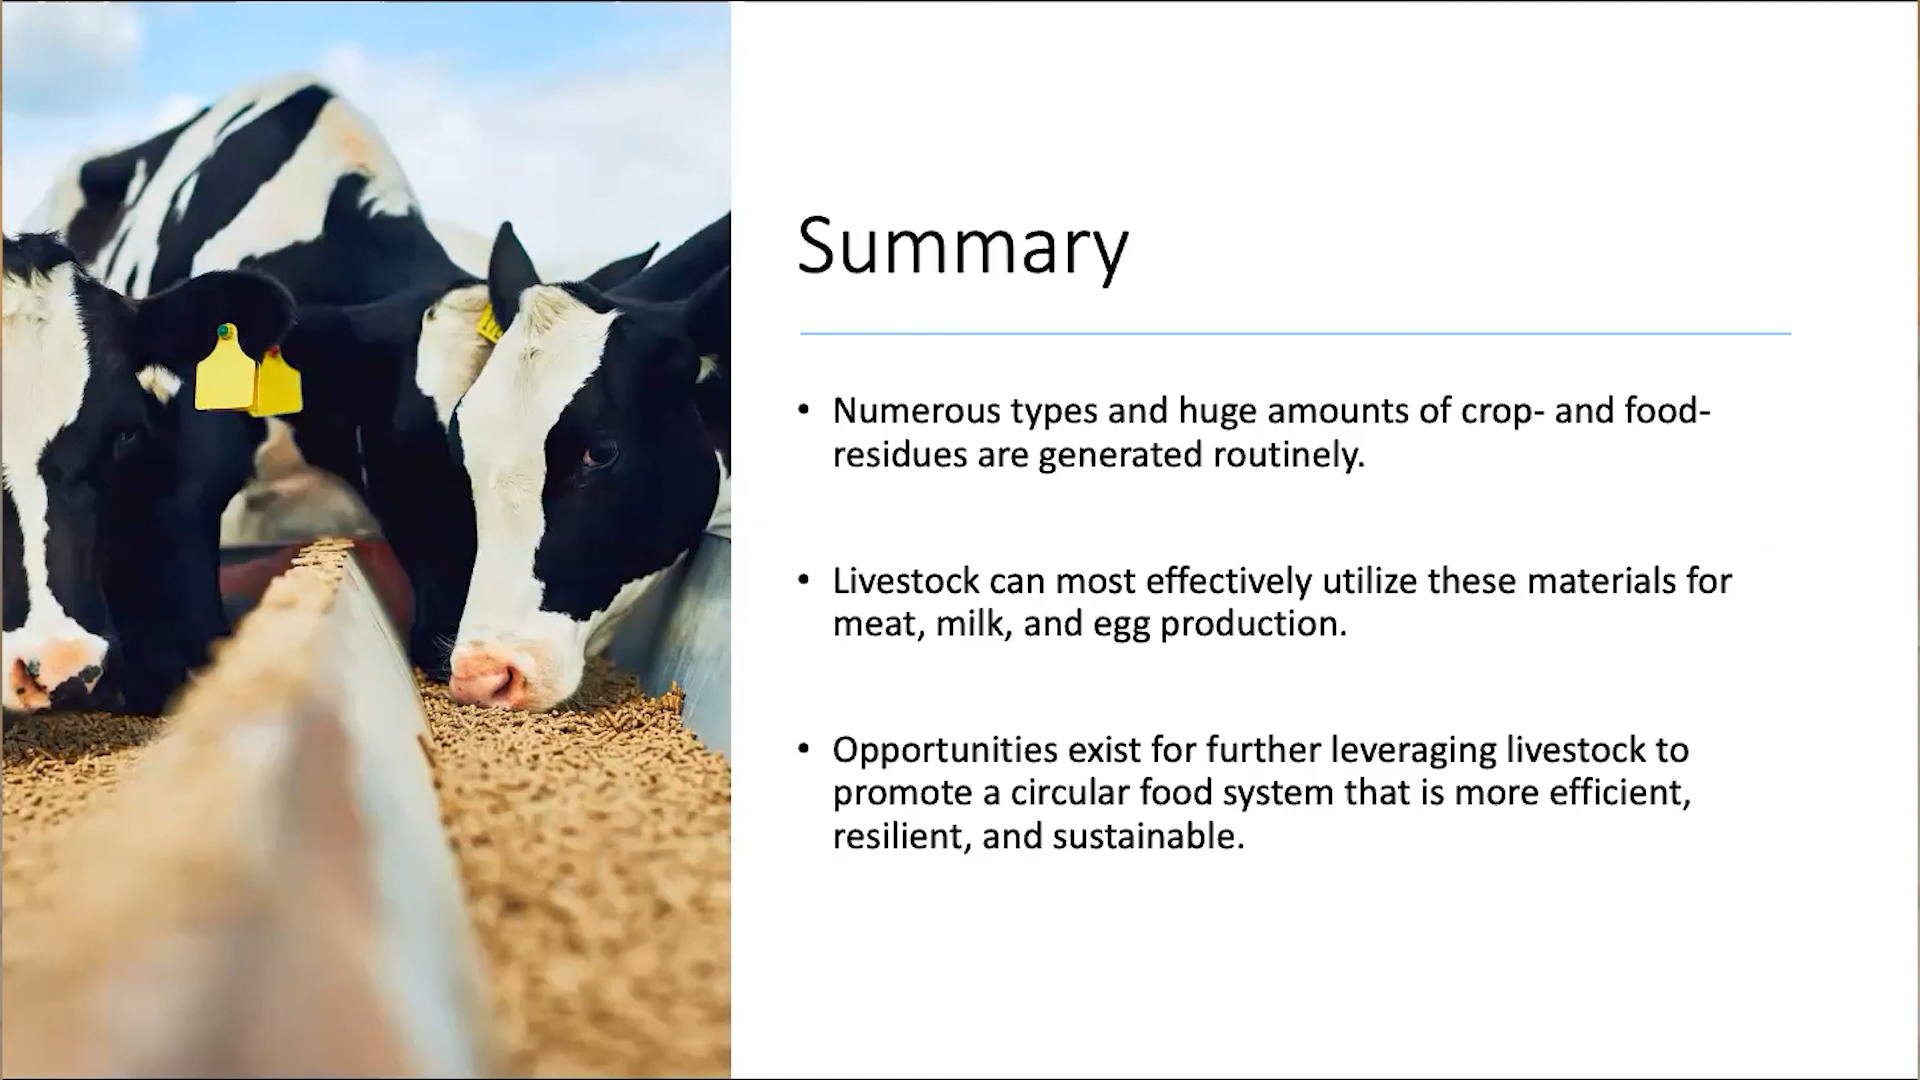 Summary
• Numerous types and huge amounts of crop- and food-
residues are generated routinely.
• Livestock can most effectively utilize these materials for
meat, milk, and egg production.
• Opportunities exist for further leveraging livestock to
promote a circular food system that is more efficient,
resilient, and sustainable.